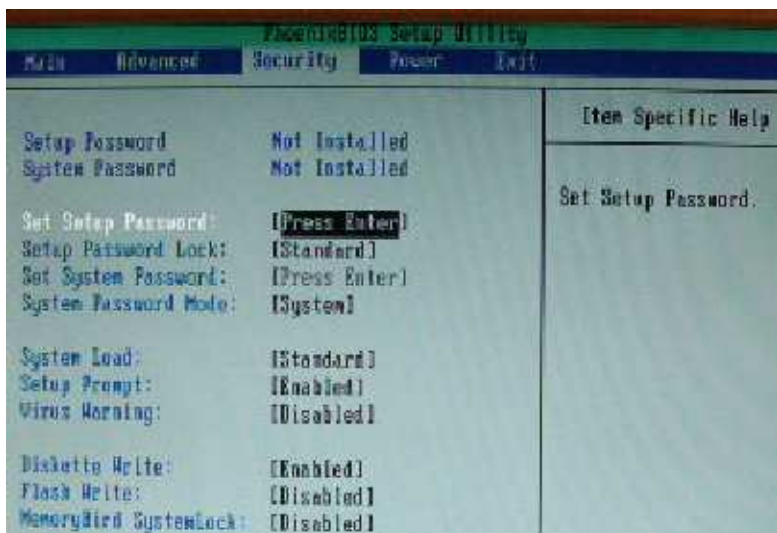 PhoenixBIOS Setup Utility
Main Advanced Security Power Exit
Item Specific Help
Setup Password Not Installed
System Password Not Installed
Set Setup Password.
Set Setup Password: [Press Enter]
Setup Password Lock: [Standard]
Set System Password: [Press Enter]
System Password Mode: [System]
System Load: [Standard]
Setup Prompt: [Enabled]
Virus Warning: [Disabled]
Diskette Write: [Enabled]
Flash Write: [Disabled]
MemoryBird SystemLock: [Disabled]